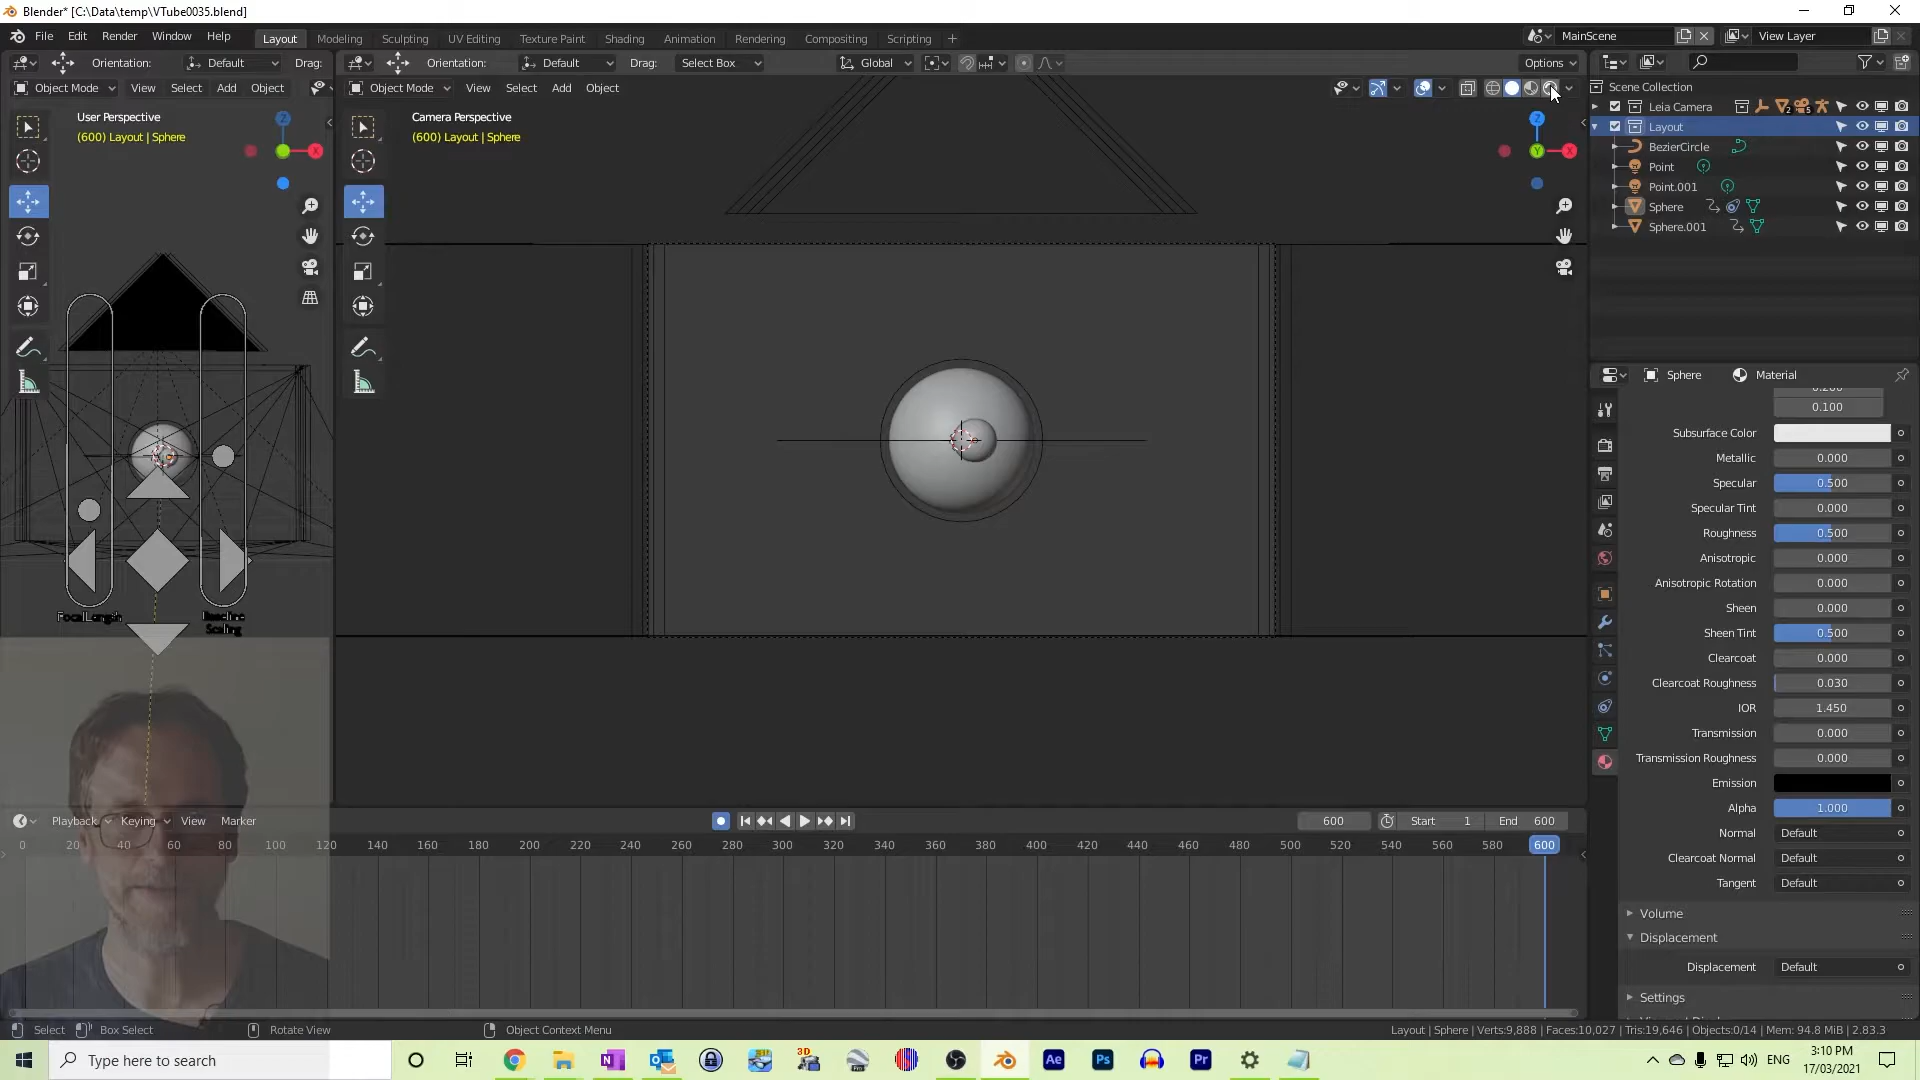 Blender* [C:\Data\temp\VTube0035.blend]
File Edit Render Window Help
Layout Modeling Sculpting UV Editing Texture Paint Shading Animation Rendering Compositing Scripting +
MainScene
View Layer
Orientation: Default Drag:
Orientation: Default Drag: Select Box Global Options
Object Mode View Select Add Object
Object Mode View Select Add Object
User Perspective
(600) Layout | Sphere
Camera Perspective
(600) Layout | Sphere
Z
X
Z
Y
X
Scene Collection
Leia Camera 2 5
Layout
BezierCircle
Point
Point.001
Sphere
Sphere.001
Sphere Material
0.100
Subsurface Color
Metallic 0.000
Specular 0.500
Specular Tint 0.000
Roughness 0.500
Anisotropic 0.000
Anisotropic Rotation 0.000
Sheen 0.000
Sheen Tint 0.500
Clearcoat 0.000
Clearcoat Roughness 0.030
IOR 1.450
Transmission 0.000
Transmission Roughness 0.000
Emission
Alpha 1.000
Normal Default
Clearcoat Normal Default
Tangent Default
Volume
Displacement
Displacement Default
Settings
Playback Keying View Marker
600 Start 1 End 600
0 20 40 60 80 100 120 140 160 180 200 220 240 260 280 300 320 340 360 380 400 420 440 460 480 500 520 540 560 580 600
Select Box Select Rotate View Object Context Menu
Layout | Sphere | Verts:9,888 | Faces:10,027 | Tris:19,646 | Objects:0/14 | Mem: 94.8 MiB | 2.83.3
Type here to search
3D
Pro
Ae
Ps
Pr
ENG
3:10 PM
17/03/2021